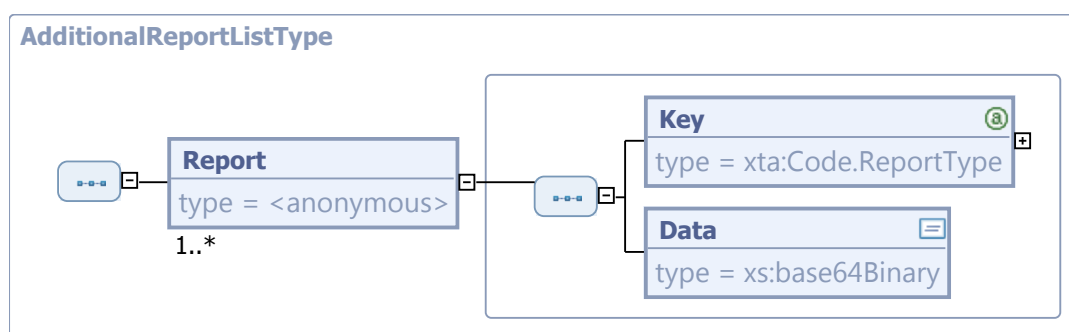 AdditionalReportListType
Report
type = <anonymous>
1..*
Key
a
type = xta:Code.ReportType
Data
type = xs:base64Binary